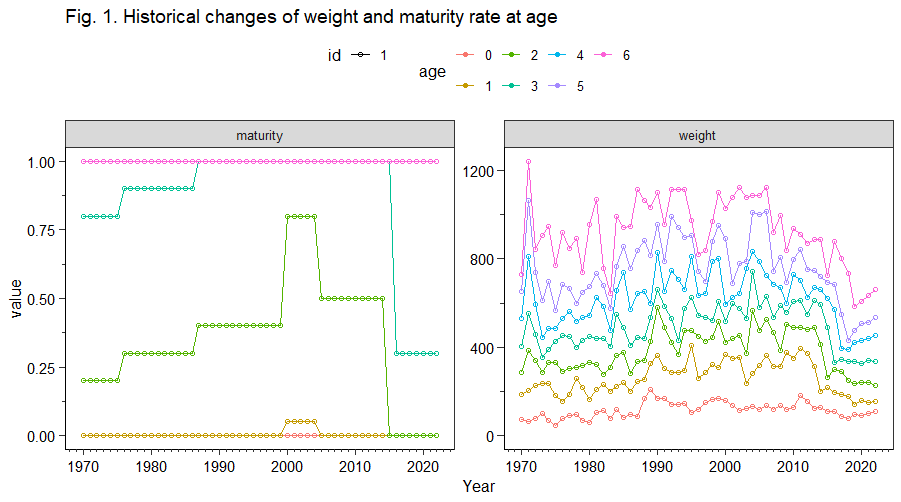 Fig. 1. Historical changes of weight and maturity rate at age
id 1
age 0 2 4 6
1 3 5
maturity weight
value
1.00
0.75
0.50
0.25
0.00
1970 1980 1990 2000 2010 2020
1200
800
400
0
1970 1980 1990 2000 2010 2020
Year